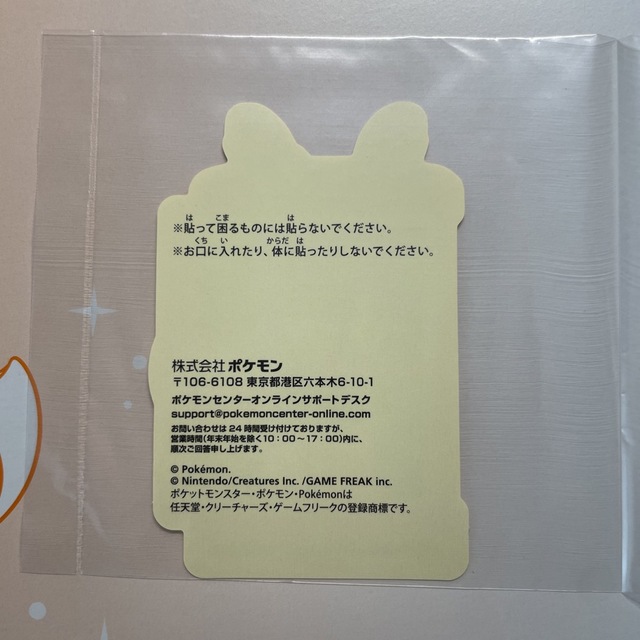 ※貼って困るものには貼らないでください。
※お口に入れたり、体に貼ったりしないでください。
株式会社 ポケモン
〒106-6108 東京都港区六本木6-10-1
ポケモンセンターオンラインサポートデスク
support@pokemoncenter-online.com
お問い合わせは 24 時間受け付けておりますが、
営業時間(年末年始を除く10：00～17：00)内に、
順次ご回答申し上げます。
© Pokémon.
© Nintendo/Creatures Inc. /GAME FREAK inc.
ポケットモンスター・ポケモン・Pokémonは
任天堂・クリーチャーズ・ゲームフリークの登録商標です。